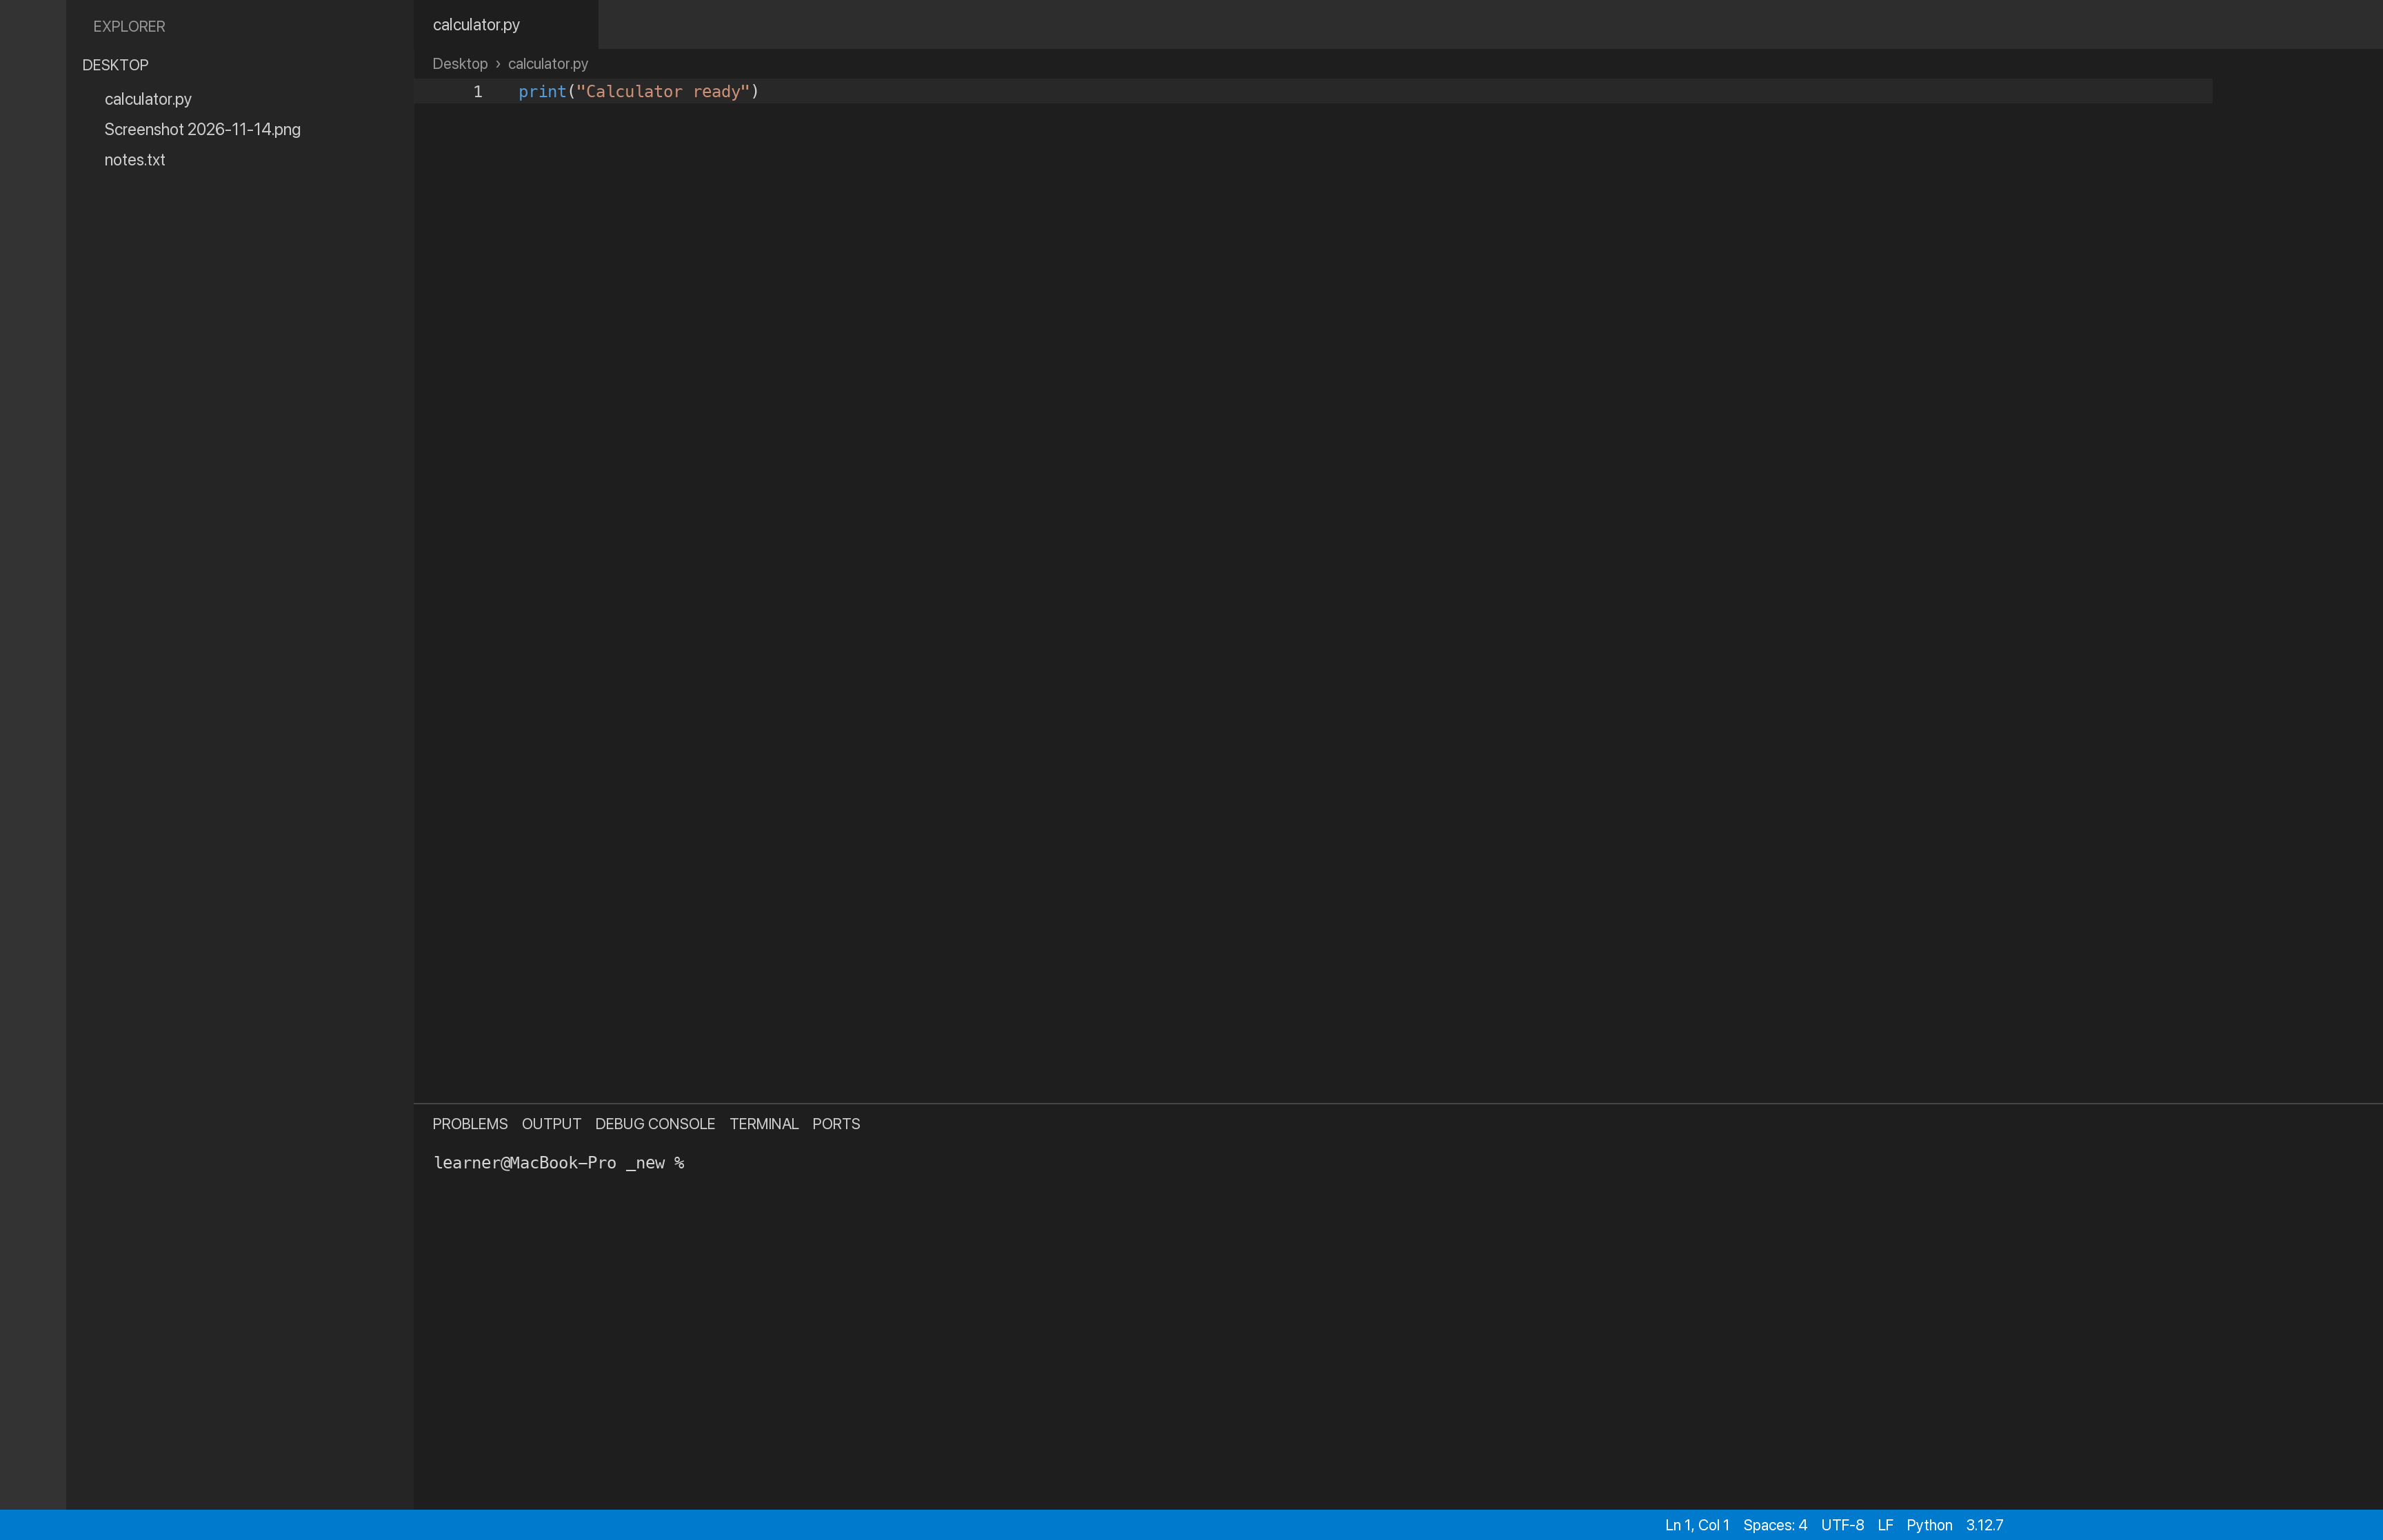 EXPLORER
DESKTOP
calculator.py
Screenshot 2026-11-14.png
notes.txt
calculator.py
Desktop › calculator.py
1 print("Calculator ready")
PROBLEMS OUTPUT DEBUG CONSOLE TERMINAL PORTS
learner@MacBook-Pro _new %
Ln 1, Col 1 Spaces: 4 UTF-8 LF Python 3.12.7